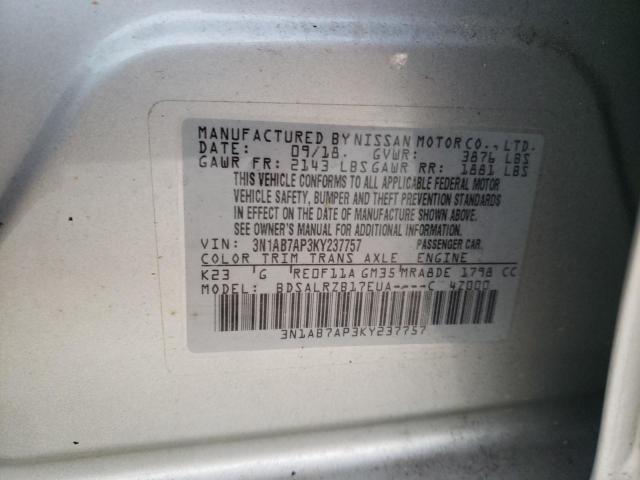 MANUFACTURED BY NISSAN MOTOR CO., LTD.
DATE: 09/18. GVWR: 3876 LBS
GAWR FR: 2143 LBS GAWR RR: 1881 LBS
THIS VEHICLE CONFORMS TO ALL APPLICABLE FEDERAL MOTOR
VEHICLE SAFETY, BUMPER AND THEFT PREVENTION STANDARDS
IN EFFECT ON THE DATE OF MANUFACTURE SHOWN ABOVE.
SEE OWNER'S MANUAL FOR ADDITIONAL INFORMATION.
VIN: 3N1AB7AP3KY237757 PASSENGER CAR.
COLOR TRIM TRANS AXLE ENGINE
K23 G RE0F11A GM35 MRA8DE 1798 CC
MODEL: BDSALRZB17EUA----C 4Z000
3N1AB7AP3KY237757